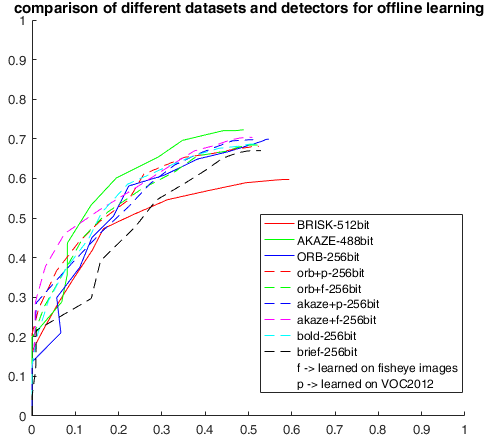 comparison of different datasets and detectors for offline learning
1
0.9
0.8
0.7
0.6
0.5
0.4
0.3
0.2
0.1
0
BRISK-512bit
AKAZE-488bit
ORB-256bit
orb+p-256bit
orb+f-256bit
akaze+p-256bit
akaze+f-256bit
bold-256bit
brief-256bit
f -> learned on fisheye images
p -> learned on VOC2012
0 0.1 0.2 0.3 0.4 0.5 0.6 0.7 0.8 0.9 1